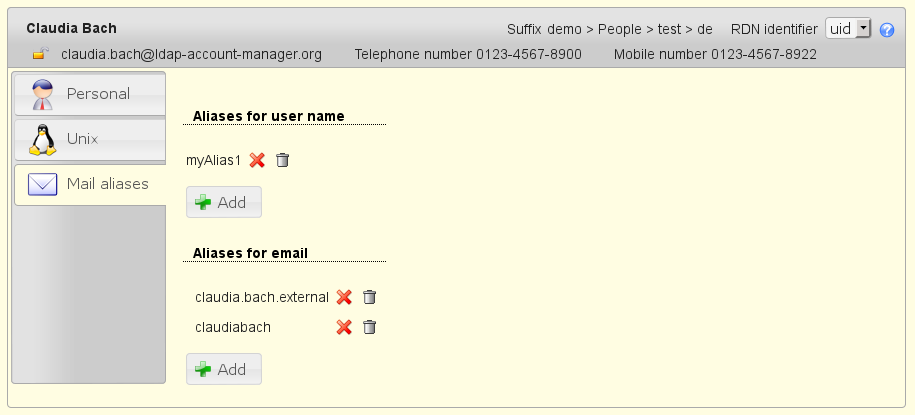 Claudia Bach Suffix demo > People > test > de RDN identifier uid ?
claudia.bach@ldap-account-manager.org Telephone number 0123-4567-8900 Mobile number 0123-4567-8922
Personal
Unix
Mail aliases
Aliases for user name
myAlias1
Add
Aliases for email
claudia.bach.external
claudiabach
Add